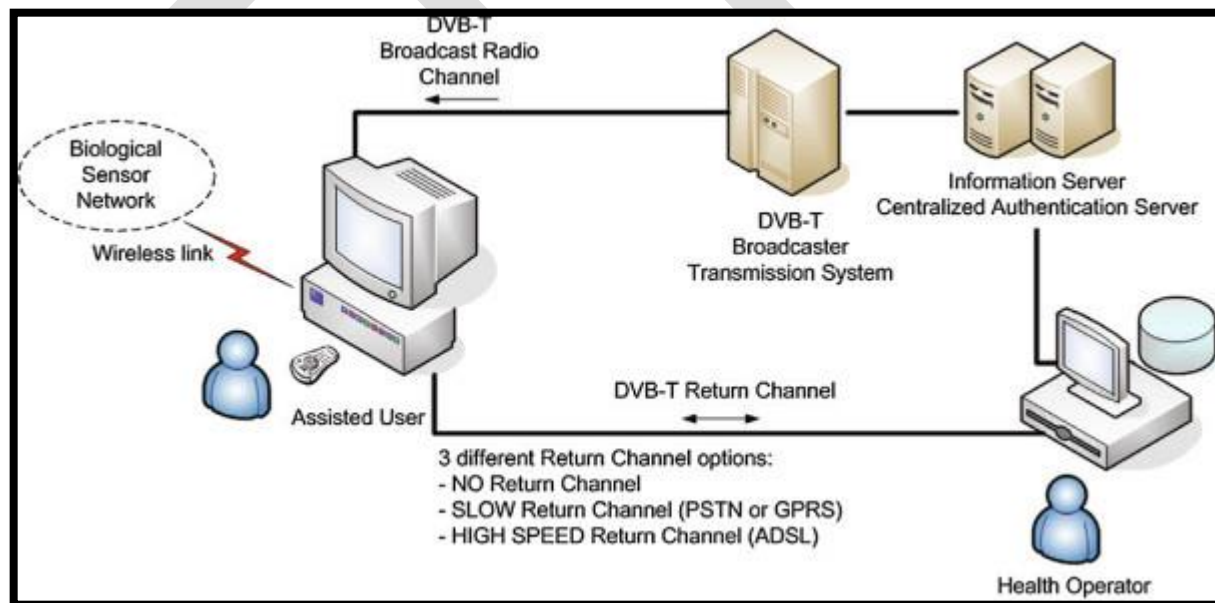 DVB-T
Broadcast Radio
Channel
Biological
Sensor
Network
Wireless link
Information Server
Centralized Authentication Server
DVB-T
Broadcaster
Transmission System
Assisted User
DVB-T Return Channel
3 different Return Channel options:
- NO Return Channel
- SLOW Return Channel (PSTN or GPRS)
- HIGH SPEED Return Channel (ADSL)
Health Operator